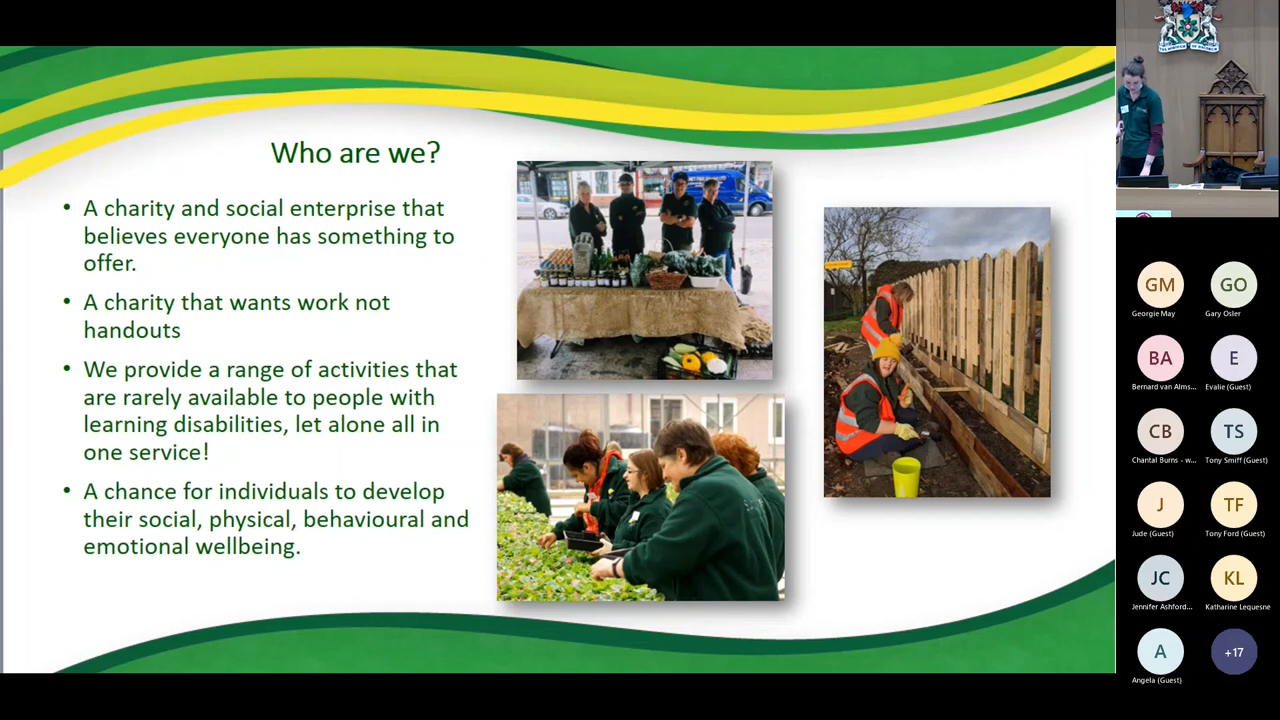 Who are we?
• A charity and social enterprise that
believes everyone has something to
offer.
• A charity that wants work not
handouts
• We provide a range of activities that
are rarely available to people with
learning disabilities, let alone all in
one service!
• A chance for individuals to develop
their social, physical, behavioural and
emotional wellbeing.
GM
GO
Georgie May
Gary Osler
BA
E
Bernard van Alms...
Evalie (Guest)
CB
TS
Chantal Burns - w...
Tony Smiff (Guest)
J
TF
Jude (Guest)
Tony Ford (Guest)
JC
KL
Jennifer Ashford...
Katharine Lequesne
A
+17
Angela (Guest)